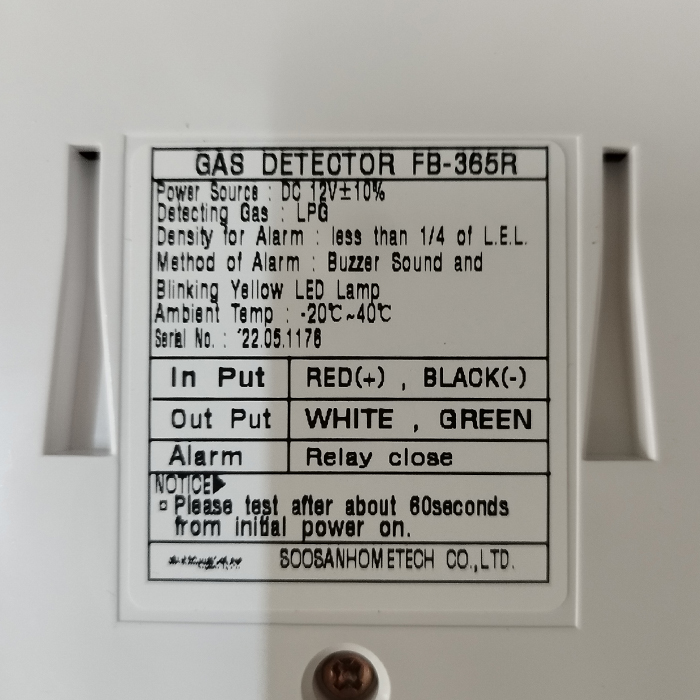 GAS DETECTOR FB-365R
Power Source : DC 12V±10%
Detecting Gas : LPG
Density for Alarm : less than 1/4 of L.E.L.
Method of Alarm : Buzzer Sound and
Blinking Yellow LED Lamp
Ambient Temp : -20℃~40℃
Serial No. : '22.05.1176
In Put RED(+) , BLACK(-)
Out Put WHITE , GREEN
Alarm Relay close
NOTICE▶
▫ Please test after about 60seconds
from initial power on.
SOOSANHOMETECH CO.,LTD.